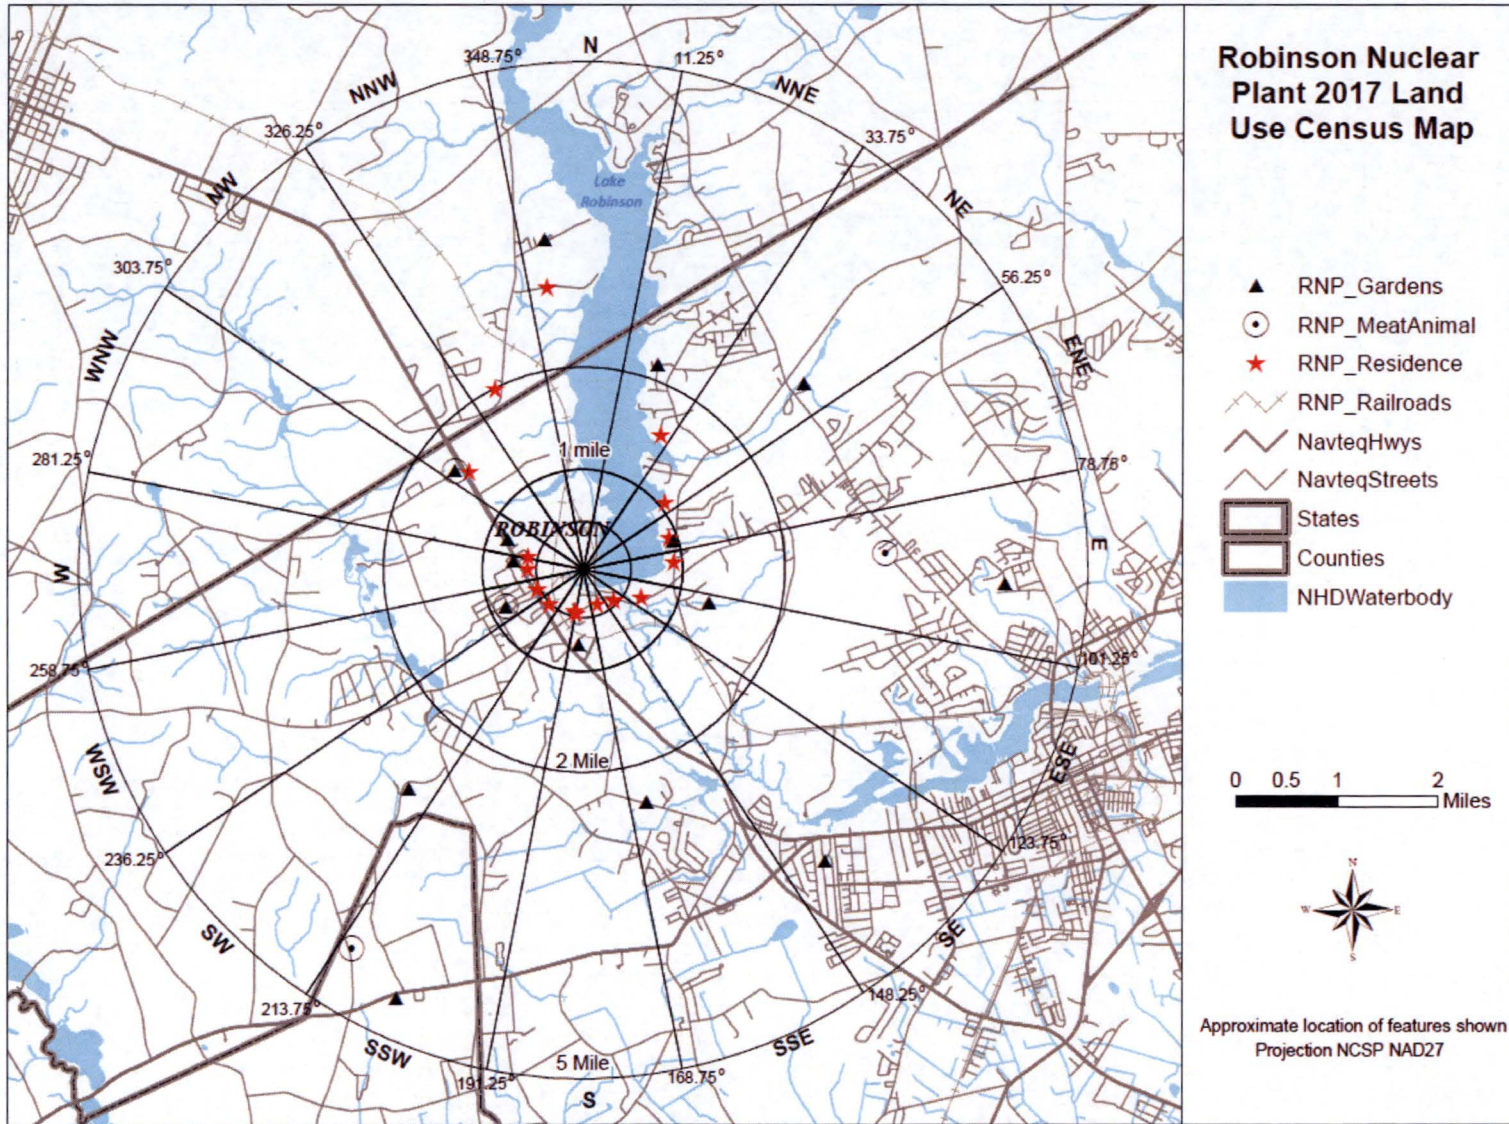 348.75°
N
11.25°
NNW
NNE
326.25°
33.75°
NW
Lake
Robinson
NE
303.75°
56.25°
WNW
ENE
1 mile
281.25°
78.75°
ROBINSON
E
W
258.75°
101.25°
2 Mile
WSW
ESE
236.25°
123.75°
SW
SE
213.75°
148.25°
SSW
5 Mile
SSE
191.25°
168.75°
S
Robinson Nuclear
Plant 2017 Land
Use Census Map
RNP_Gardens
RNP_MeatAnimal
RNP_Residence
RNP_Railroads
NavteqHwys
NavteqStreets
States
Counties
NHDWaterbody
0 0.5 1 2
Miles
N
W E
S
Approximate location of features shown
Projection NCSP NAD27